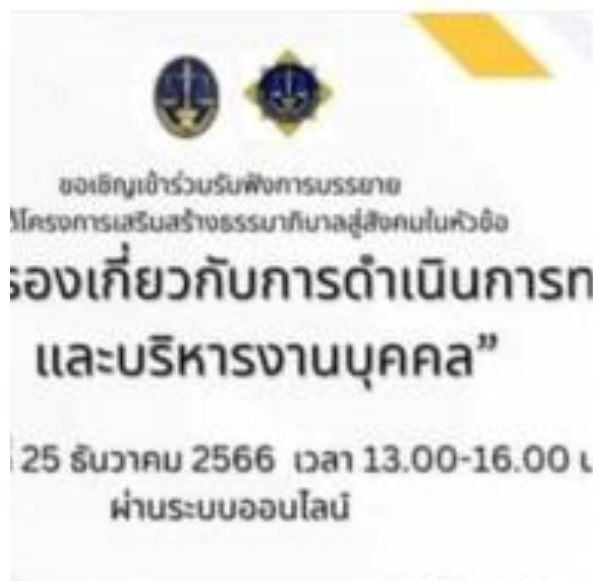 ขอเชิญเข้าร่วมรับฟังการบรรยาย
โครงการเสริมสร้างธรรมาภิบาลสู่สังคมในหัวข้อ
รองเกี่ยวกับการดำเนินการท
และบริหารงานบุคคล”
25 ธันวาคม 2566 เวลา 13.00-16.00 น
ผ่านระบบออนไลน์